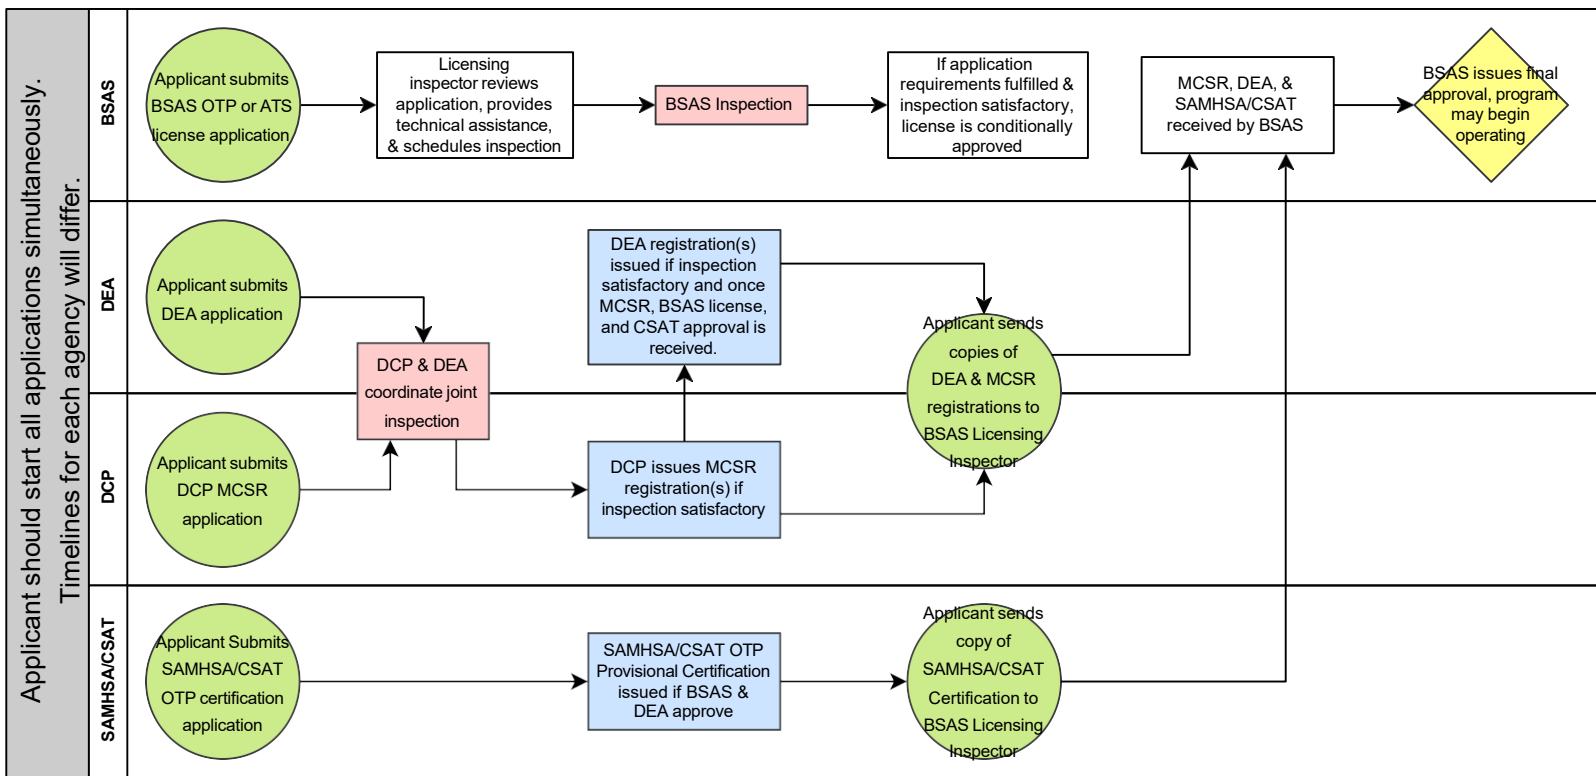 Applicant should start all applications simultaneously.
Timelines for each agency will differ.
BSAS
Applicant submits
BSAS OTP or ATS
license application
Licensing
inspector reviews
application, provides
technical assistance,
& schedules inspection
BSAS Inspection
If application
requirements fulfilled &
inspection satisfactory,
license is conditionally
approved
MCSR, DEA, &
SAMHSA/CSAT
received by BSAS
BSAS issues final
approval, program
may begin
operating
DEA
Applicant submits
DEA application
DCP & DEA
coordinate joint
inspection
DEA registration(s)
issued if inspection
satisfactory and once
MCSR, BSAS license,
and CSAT approval is
received.
Applicant sends
copies of
DEA & MCSR
registrations to
BSAS Licensing
Inspector
DCP
Applicant submits
DCP MCSR
application
DCP issues MCSR
registration(s) if
inspection satisfactory
SAMHSA/CSAT
Applicant Submits
SAMHSA/CSAT
OTP certification
application
SAMHSA/CSAT OTP
Provisional Certification
issued if BSAS &
DEA approve
Applicant sends
copy of
SAMHSA/CSAT
Certification to
BSAS Licensing
Inspector